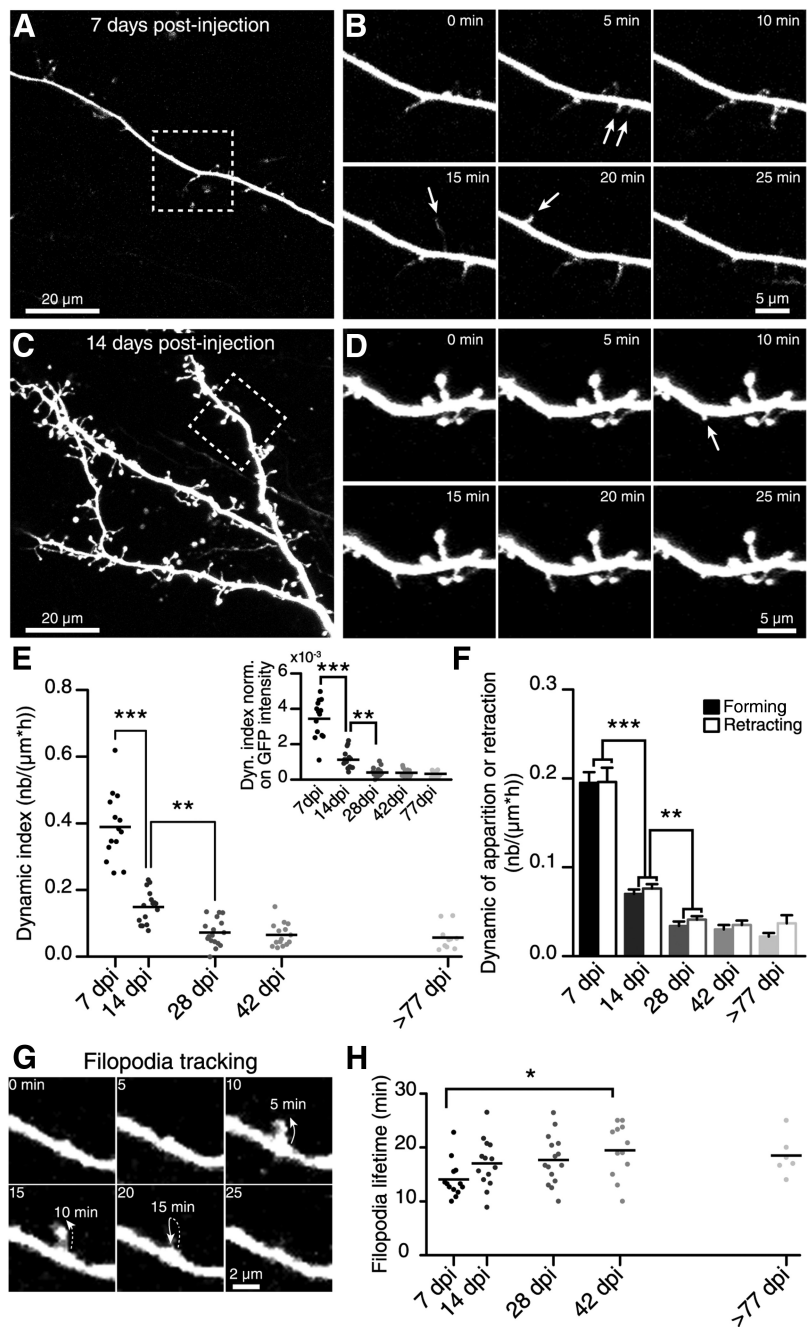 A
7 days post-injection
20 µm
B
0 min
5 min
10 min
15 min
20 min
25 min
5 µm
C
14 days post-injection
20 µm
D
0 min
5 min
10 min
15 min
20 min
25 min
5 µm
E
Dynamic index (nb/(µm*h))
0.8
0.6
0.4
0.2
0.0
***
**
7 dpi
14 dpi
28 dpi
42 dpi
>77 dpi
x10-3
Dyn. index norm.
on GFP intensity
6
4
2
0
***
**
7dpi
14dpi
28dpi
42dpi
77dpi
F
Dynamic of apparition or retraction
(nb/(µm*h))
0.3
0.2
0.1
0.0
Forming
Retracting
***
**
7 dpi
14 dpi
28 dpi
42 dpi
>77 dpi
G
Filopodia tracking
0 min
5
10
5 min
15
10 min
20
15 min
25
2 µm
H
Filopodia lifetime (min)
30
20
10
0
*
7 dpi
14 dpi
28 dpi
42 dpi
>77 dpi